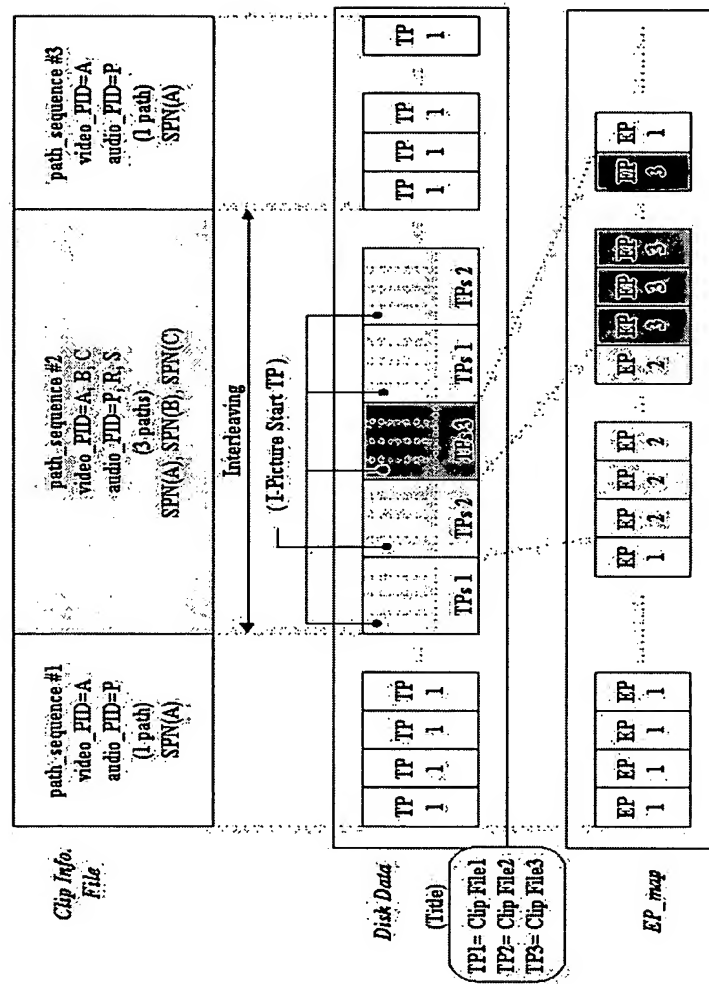 Clip Info.
File
path_sequence #1
video_PID=A
audio_PID=P
(1 path)
SPN(A)
path_sequence #2
video_PID=A, B, C
audio_PID=P, R, S
(3 paths)
SPN(A), SPN(B), SPN(C)
path_sequence #3
video_PID=A
audio_PID=P
(1 path)
SPN(A)
Interleaving
(I-Picture Start TP)
Disk Data
(Title)
TP1= Clip File1
TP2= Clip File2
TP3= Clip File3
TP 1
TP 1
TP 1
TP 1
TPs 1
TPs 2
TPs 3
TPs 1
TPs 2
TP 1
TP 1
TP 1
TP 1
EP_map
EP 1
EP 1
EP 1
EP 1
EP 1
EP 2
EP 2
EP 2
EP 2
EP 3
EP 3
EP 3
EP 3
EP 1